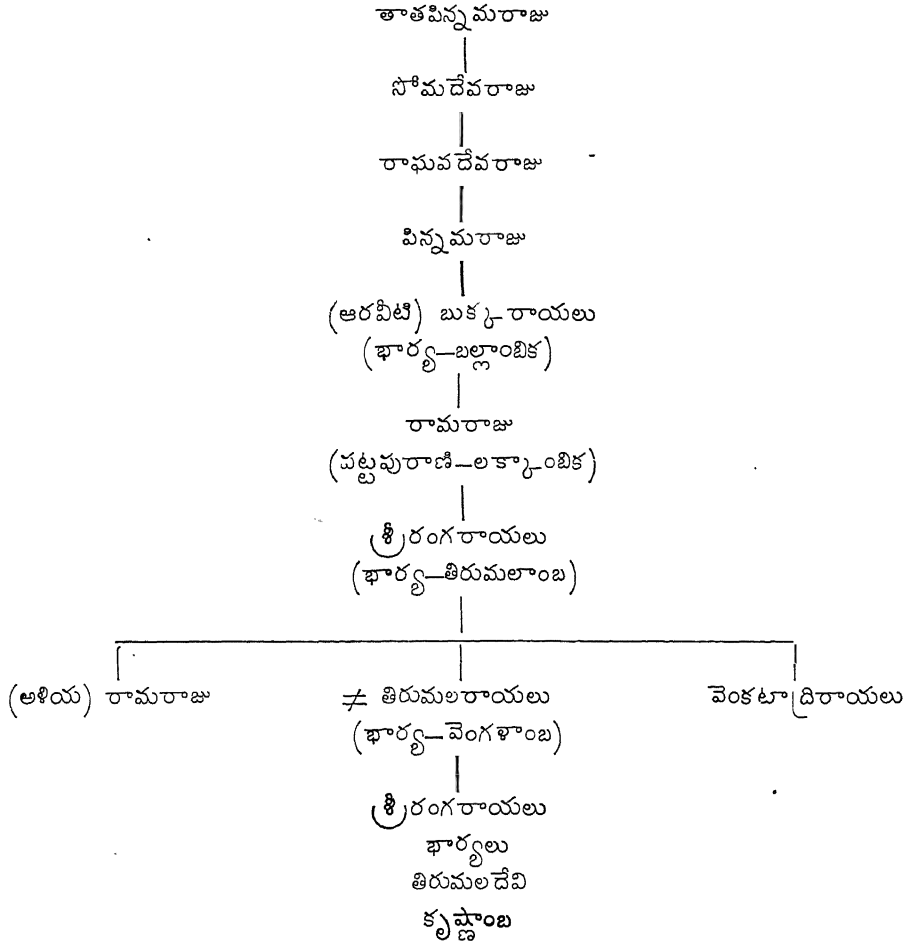 తాతపిన్నమరాజు
సోమదేవరాజు
రాఘవదేవరాజు
పిన్నమరాజు
(ఆరవీటి) బుక్క రాయలు
(భార్య—బల్లాంబిక)
రామరాజు
(పట్టపురాణి—లక్కాంబిక)
శ్రీరంగరాయలు
(భార్య—తిరుమలాంబ)
(అళియ) రామరాజు ≠ తిరుమలరాయలు వెంకటాద్రిరాయలు
(భార్య—వెంగళాంబ)
శ్రీరంగరాయలు
భార్యలు
తిరుమలదేవి
కృష్ణాంబ